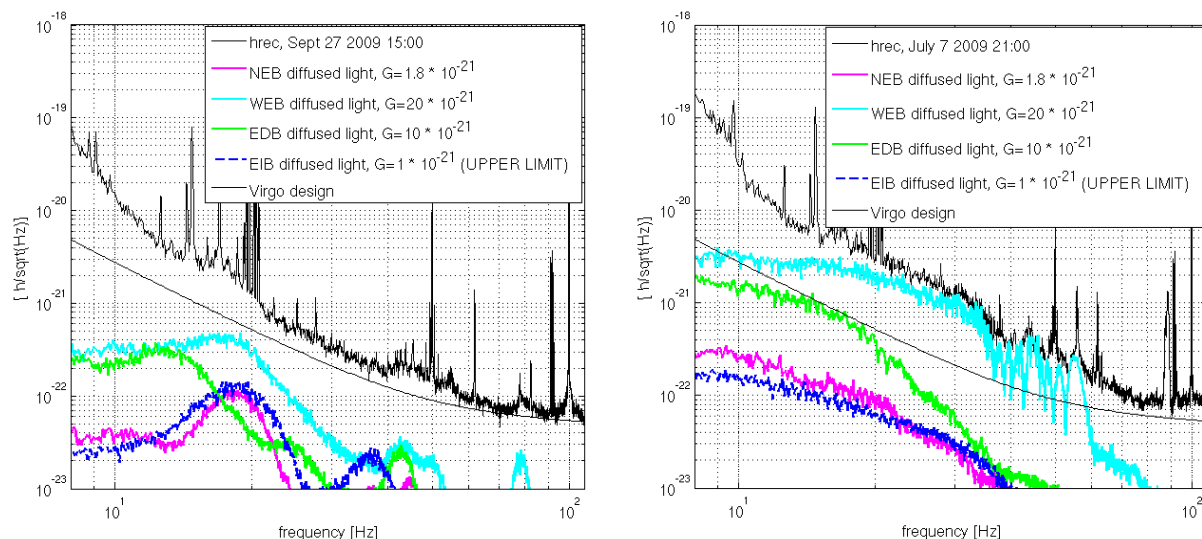 10^-18
10^-19
10^-20
10^-21
10^-22
10^-23
[ h/sqrt(Hz)]
hrec, Sept 27 2009 15:00
NEB diffused light, G=1.8 * 10^-21
WEB diffused light, G=20 * 10^-21
EDB diffused light, G=10 * 10^-21
EIB diffused light, G=1 * 10^-21 (UPPER LIMIT)
Virgo design
10^1
10^2
frequency [Hz]
10^-18
10^-19
10^-20
10^-21
10^-22
10^-23
[ h/sqrt(Hz)]
hrec, July 7 2009 21:00
NEB diffused light, G=1.8 * 10^-21
WEB diffused light, G=20 * 10^-21
EDB diffused light, G=10 * 10^-21
EIB diffused light, G=1 * 10^-21 (UPPER LIMIT)
Virgo design
10^1
10^2
frequency [Hz]